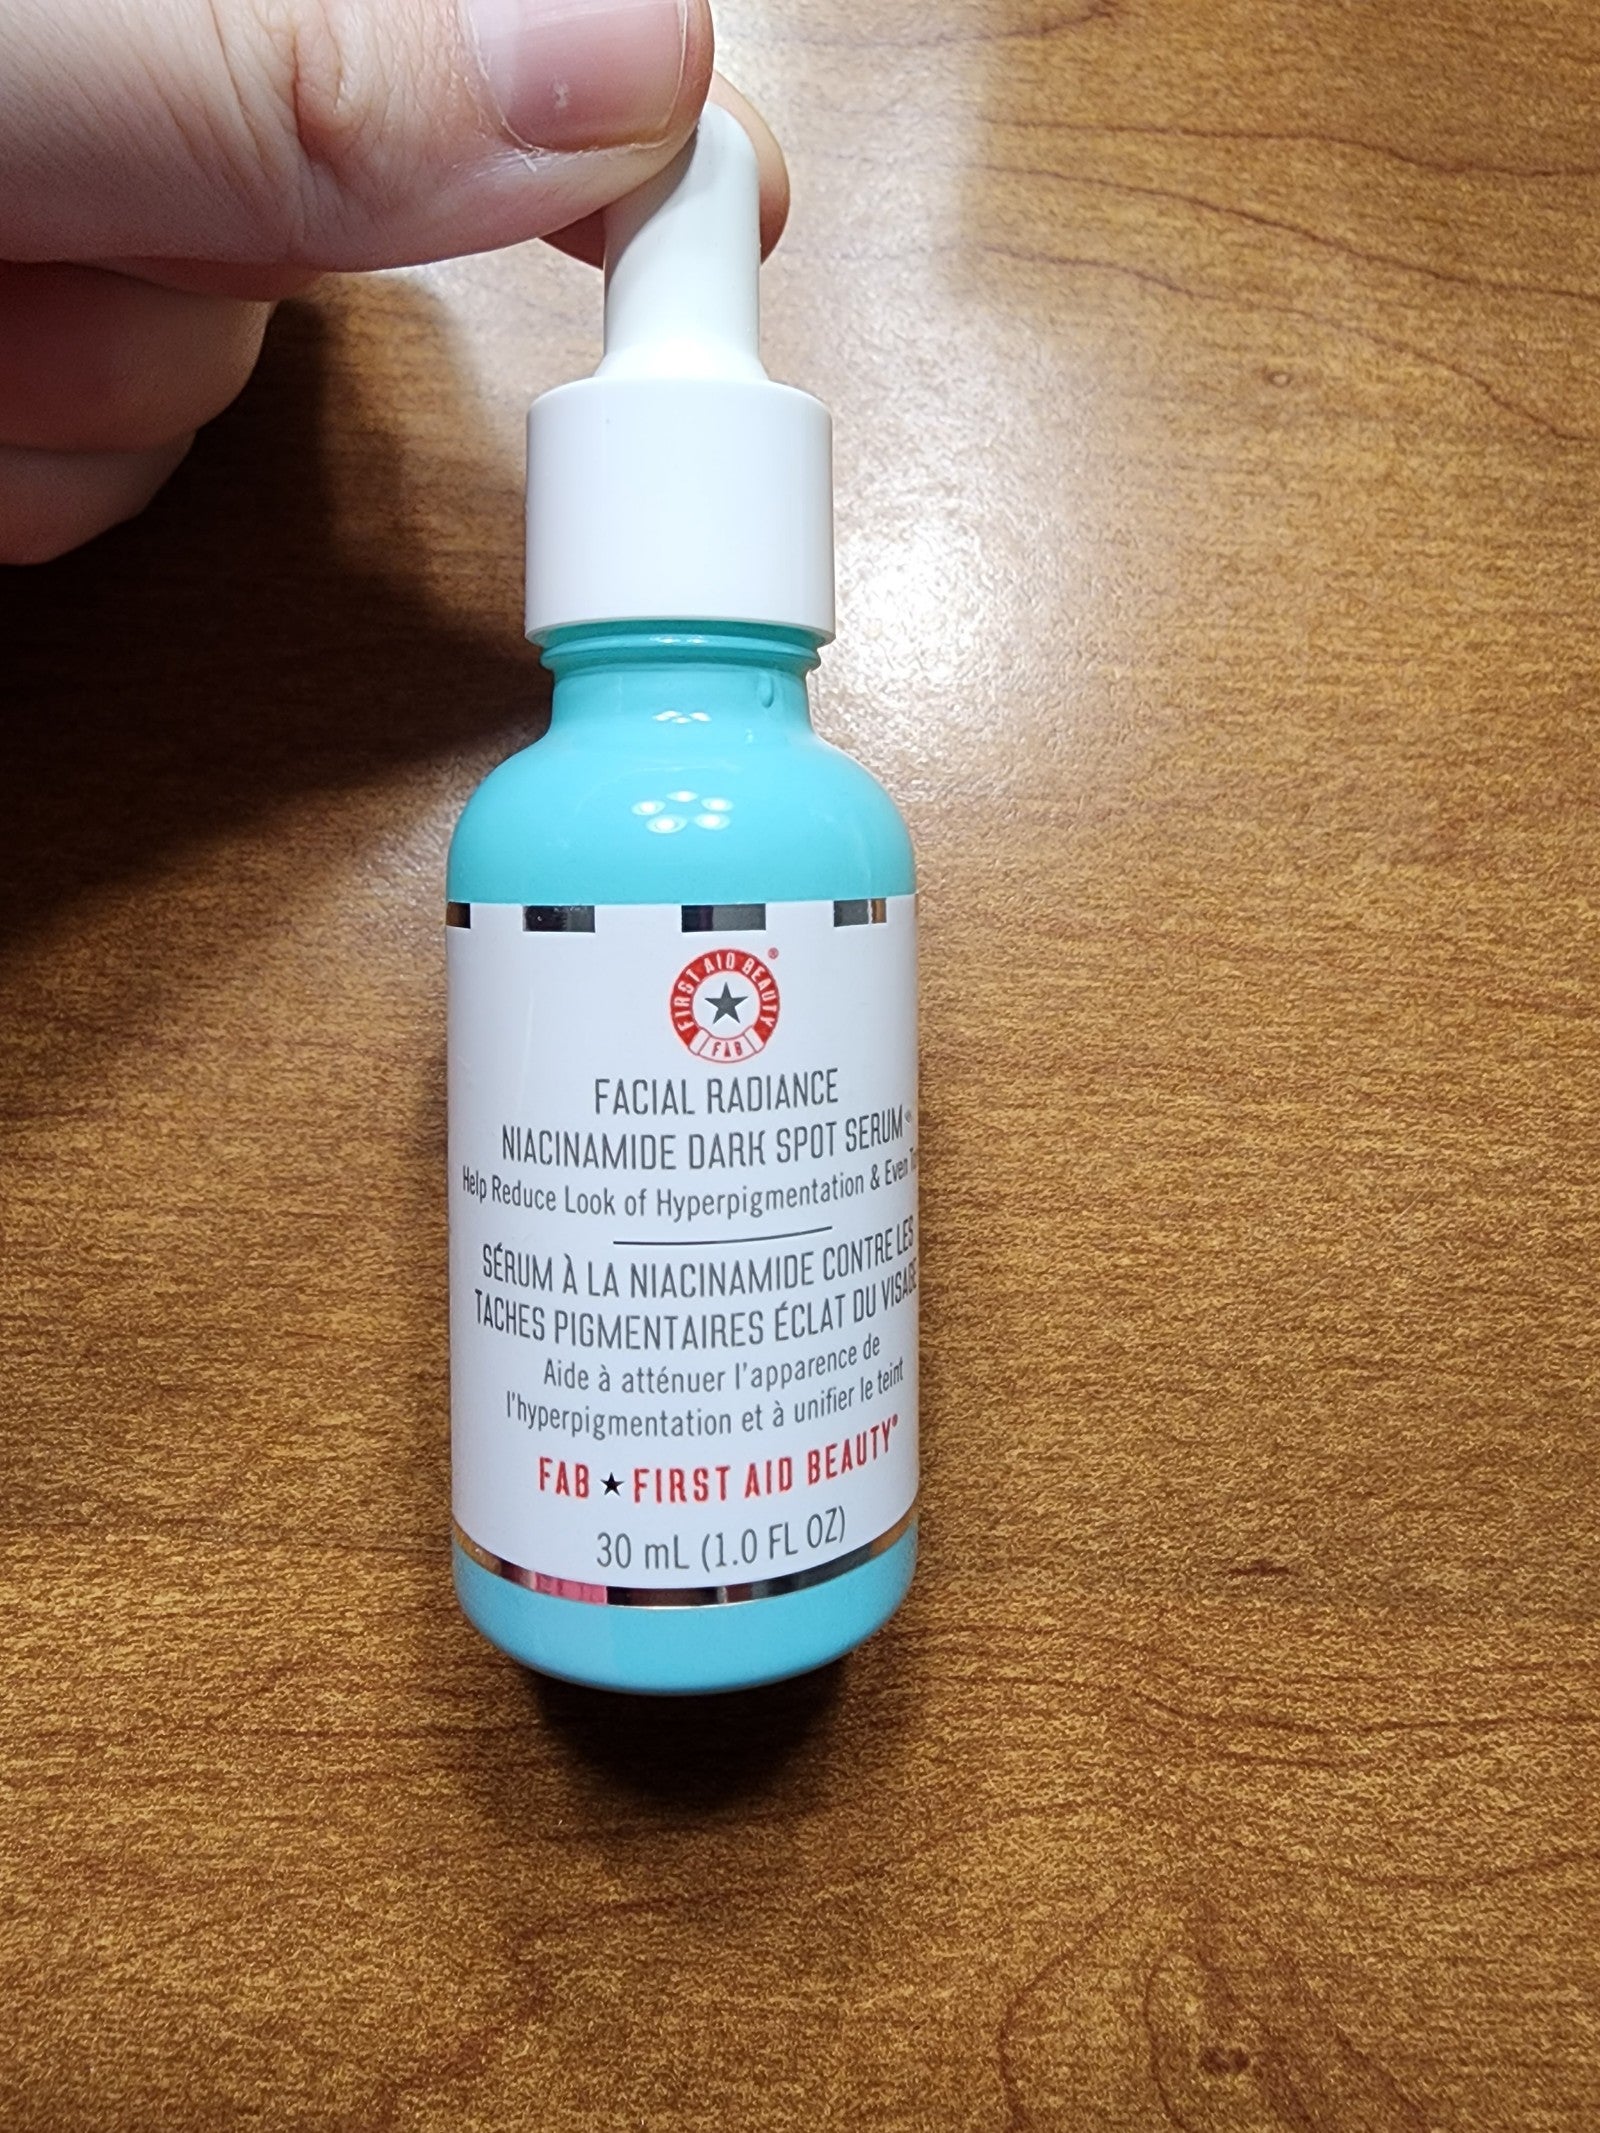 FIRST AID BEAUTY®
FAB
FACIAL RADIANCE
NIACINAMIDE DARK SPOT SERUM
Help Reduce Look of Hyperpigmentation & Even
SÉRUM À LA NIACINAMIDE CONTRE LES
TACHES PIGMENTAIRES ÉCLAT DU VISAGE
Aide à atténuer l'apparence de
l'hyperpigmentation et à unifier le teint
FAB ★ FIRST AID BEAUTY®
30 mL (1.0 FL OZ)